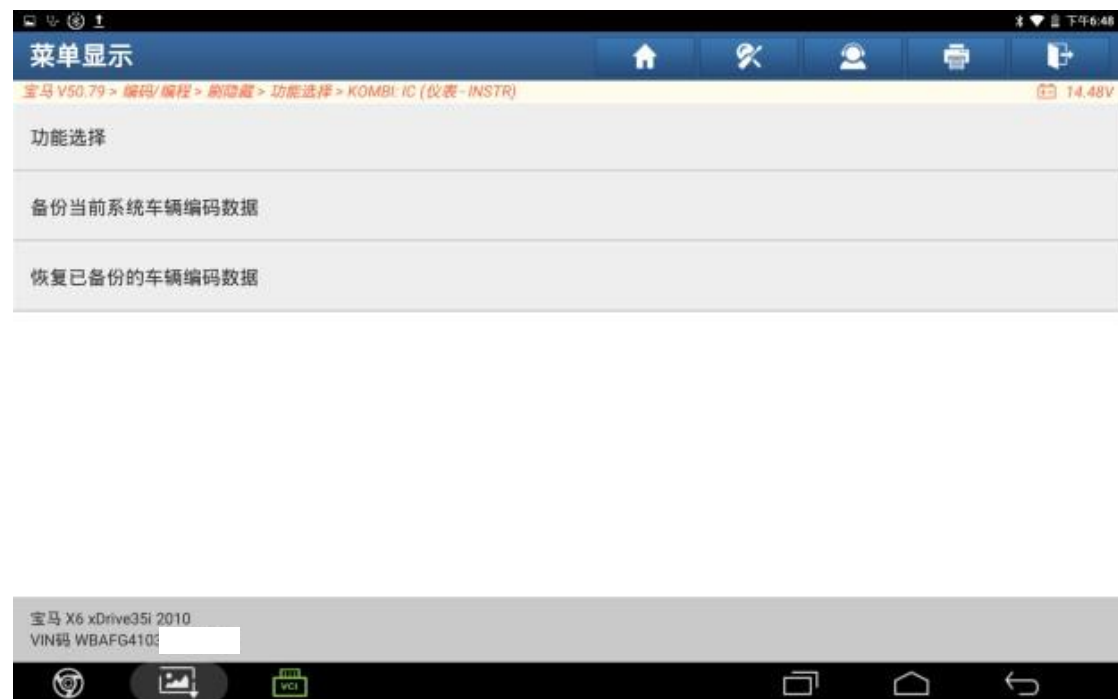 下午6:48
菜单显示
宝马 V50.79 > 编码/编程 > 刷隐藏 > 功能选择 > KOMBI: IC (仪表-INSTR)
14.48V
功能选择
备份当前系统车辆编码数据
恢复已备份的车辆编码数据
宝马 X6 xDrive35i 2010
VIN码 WBAFG4103
VCI